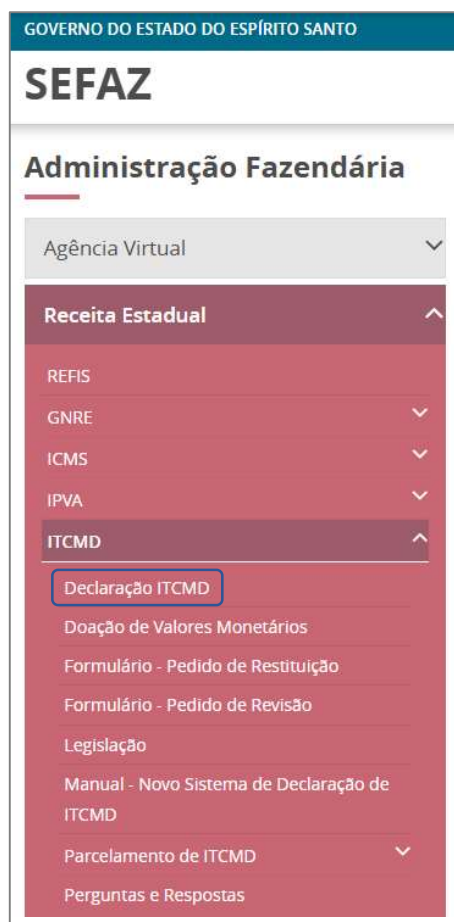 GOVERNO DO ESTADO DO ESPÍRITO SANTO
SEFAZ
Administração Fazendária
Agência Virtual
Receita Estadual
REFIS
GNRE
ICMS
IPVA
ITCMD
Declaração ITCMD
Doação de Valores Monetários
Formulário - Pedido de Restituição
Formulário - Pedido de Revisão
Legislação
Manual - Novo Sistema de Declaração de
ITCMD
Parcelamento de ITCMD
Perguntas e Respostas